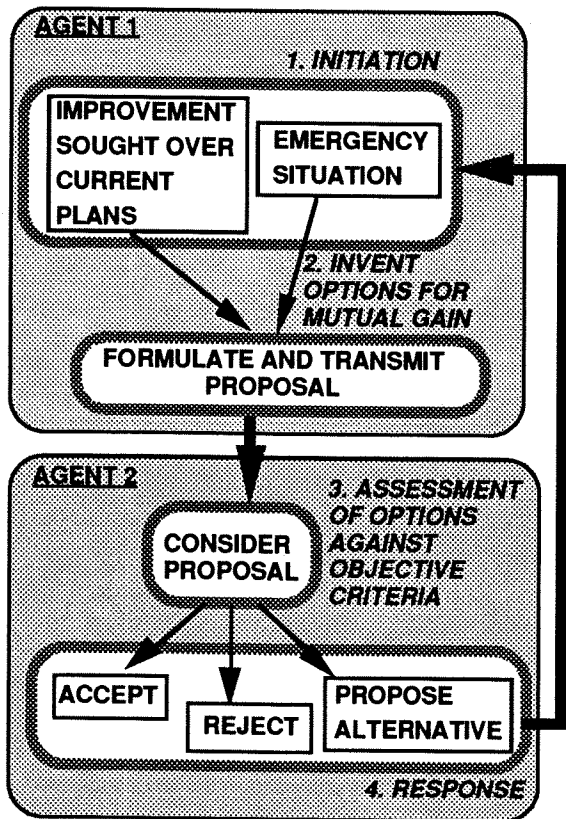 AGENT 1
1. INITIATION
IMPROVEMENT
SOUGHT OVER
CURRENT
PLANS
EMERGENCY
SITUATION
2. INVENT
OPTIONS FOR
MUTUAL GAIN
FORMULATE AND TRANSMIT
PROPOSAL
AGENT 2
3. ASSESSMENT
OF OPTIONS
AGAINST
OBJECTIVE
CRITERIA
CONSIDER
PROPOSAL
ACCEPT
REJECT
PROPOSE
ALTERNATIVE
4. RESPONSE